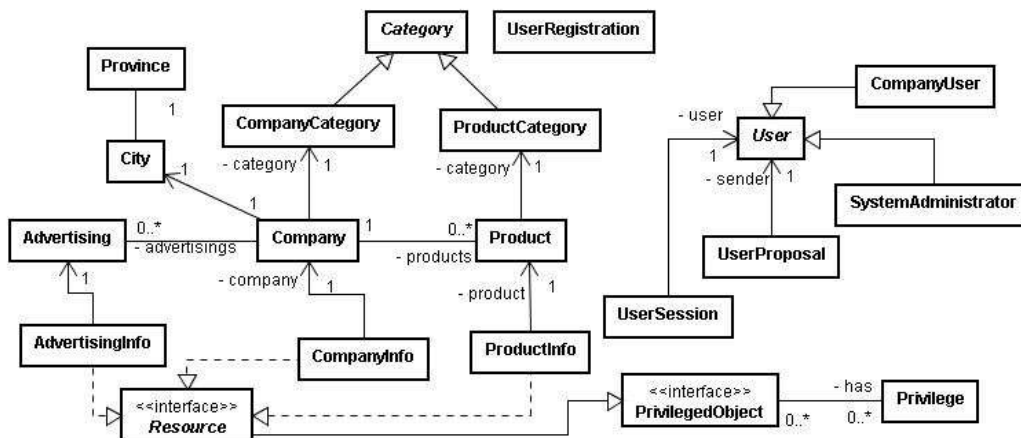 Category
UserRegistration
Province
CompanyUser
1
CompanyCategory
ProductCategory
- user
User
City
- category
1
- category
1
1
1
- sender
1
SystemAdministrator
1
0..*
1
0..*
Advertising
Company
Product
- advertisings
- products
UserProposal
1
- company
1
- product
1
UserSession
AdvertisingInfo
CompanyInfo
ProductInfo
<<interface>>
Resource
<<interface>>
PrivilegedObject
- has
Privilege
0..*
0..*